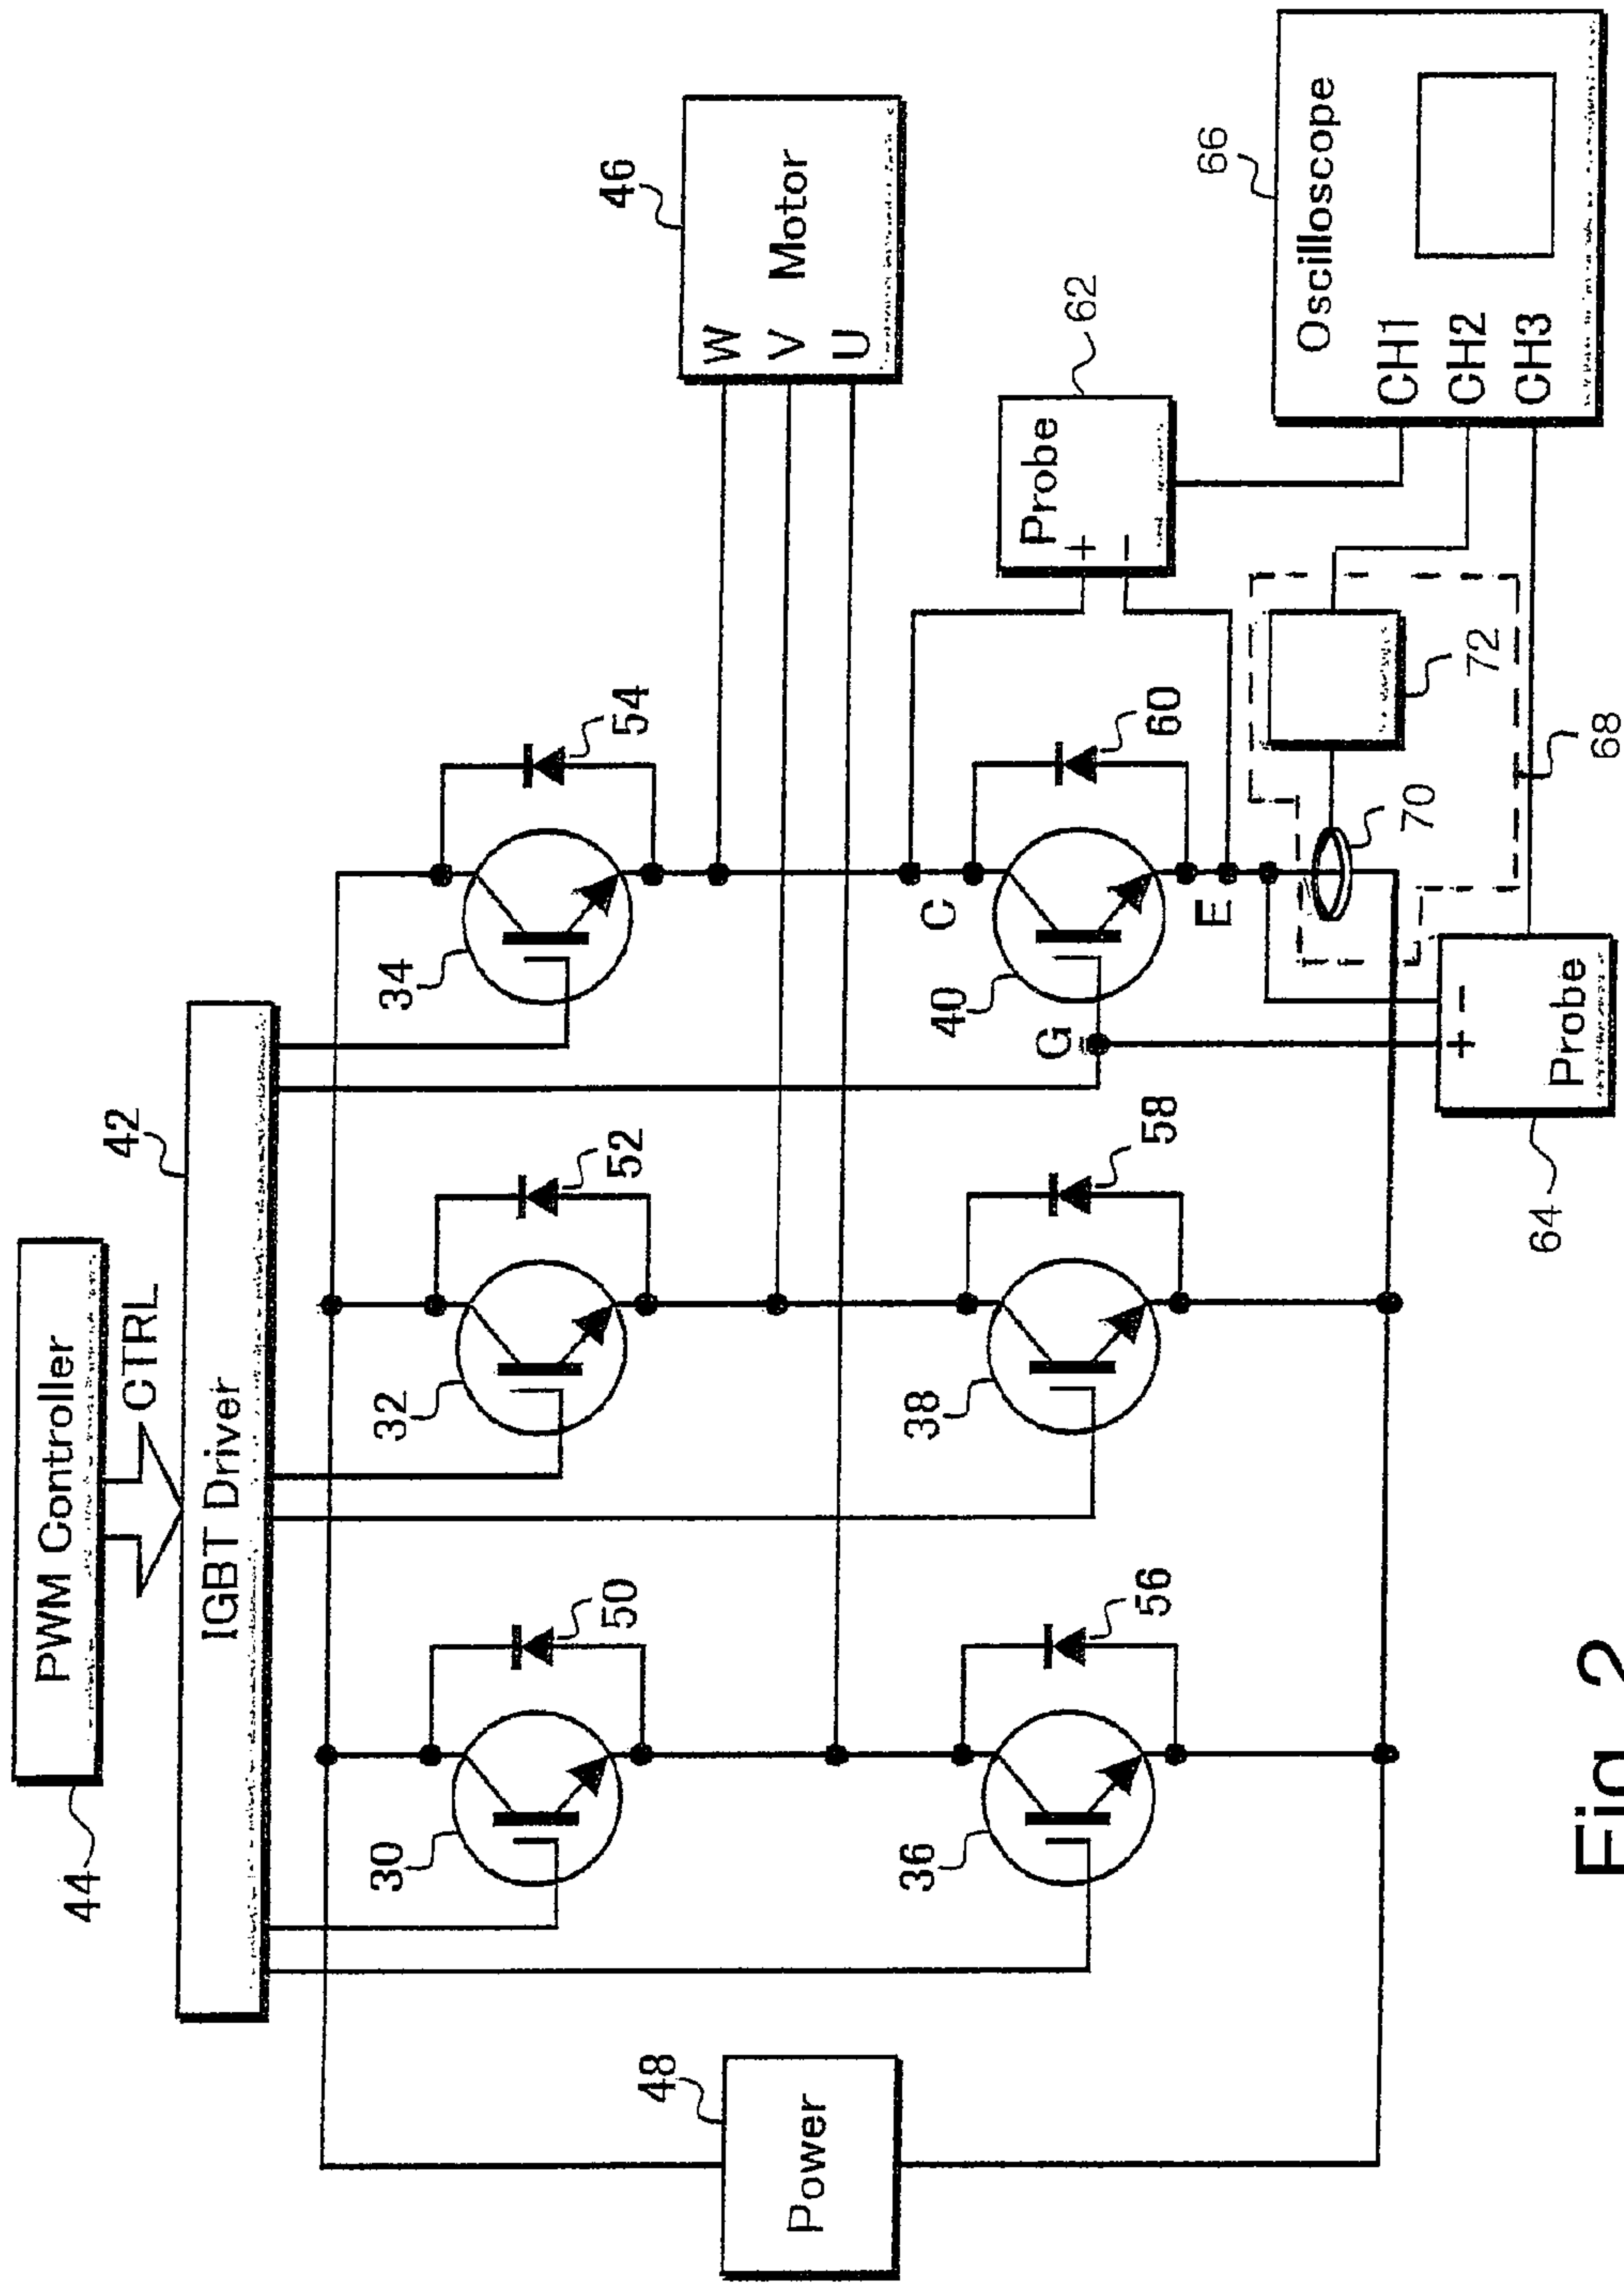 PWM Controller
44
CTRL
42
IGBT Driver
34
54
32
52
30
50
46
W
V
U
Motor
48
Power
C
40
G
E
60
38
58
36
56
62
Probe
+
−
66
Oscilloscope
CH1
CH2
CH3
72
70
68
64
+
−
Probe
Fig. 2